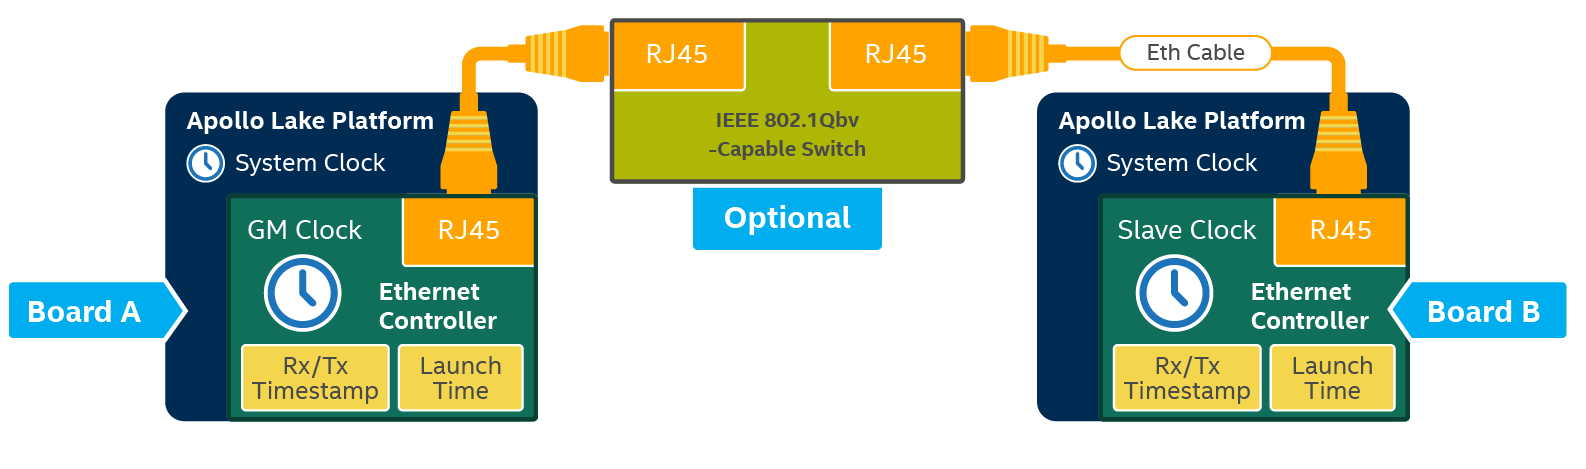 RJ45
RJ45
Eth Cable
IEEE 802.1Qbv
-Capable Switch
Optional
Apollo Lake Platform
System Clock
GM Clock
RJ45
Ethernet
Controller
Rx/Tx
Timestamp
Launch
Time
Board A
Apollo Lake Platform
System Clock
Slave Clock
RJ45
Ethernet
Controller
Rx/Tx
Timestamp
Launch
Time
Board B